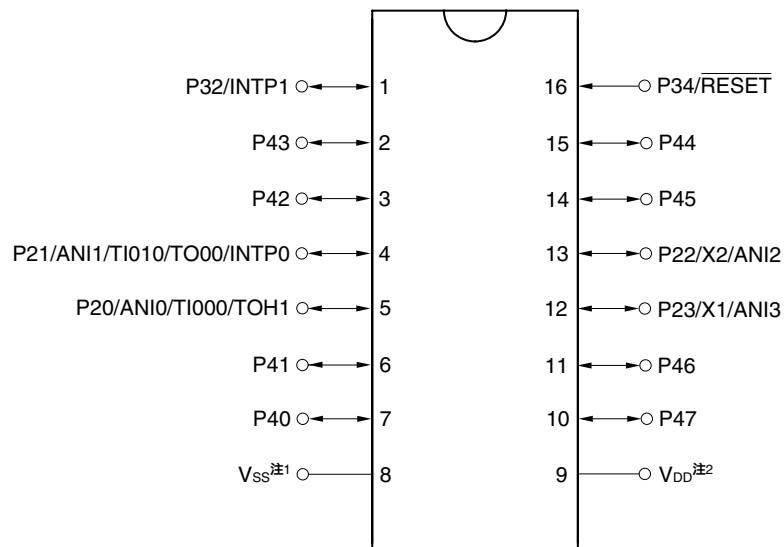 P32/INTP1 1 16 P34/RESET
P43 2 15 P44
P42 3 14 P45
P21/ANI1/TI010/TO00/INTP0 4 13 P22/X2/ANI2
P20/ANI0/TI000/TOH1 5 12 P23/X1/ANI3
P41 6 11 P46
P40 7 10 P47
VSS注1 8 9 VDD注2